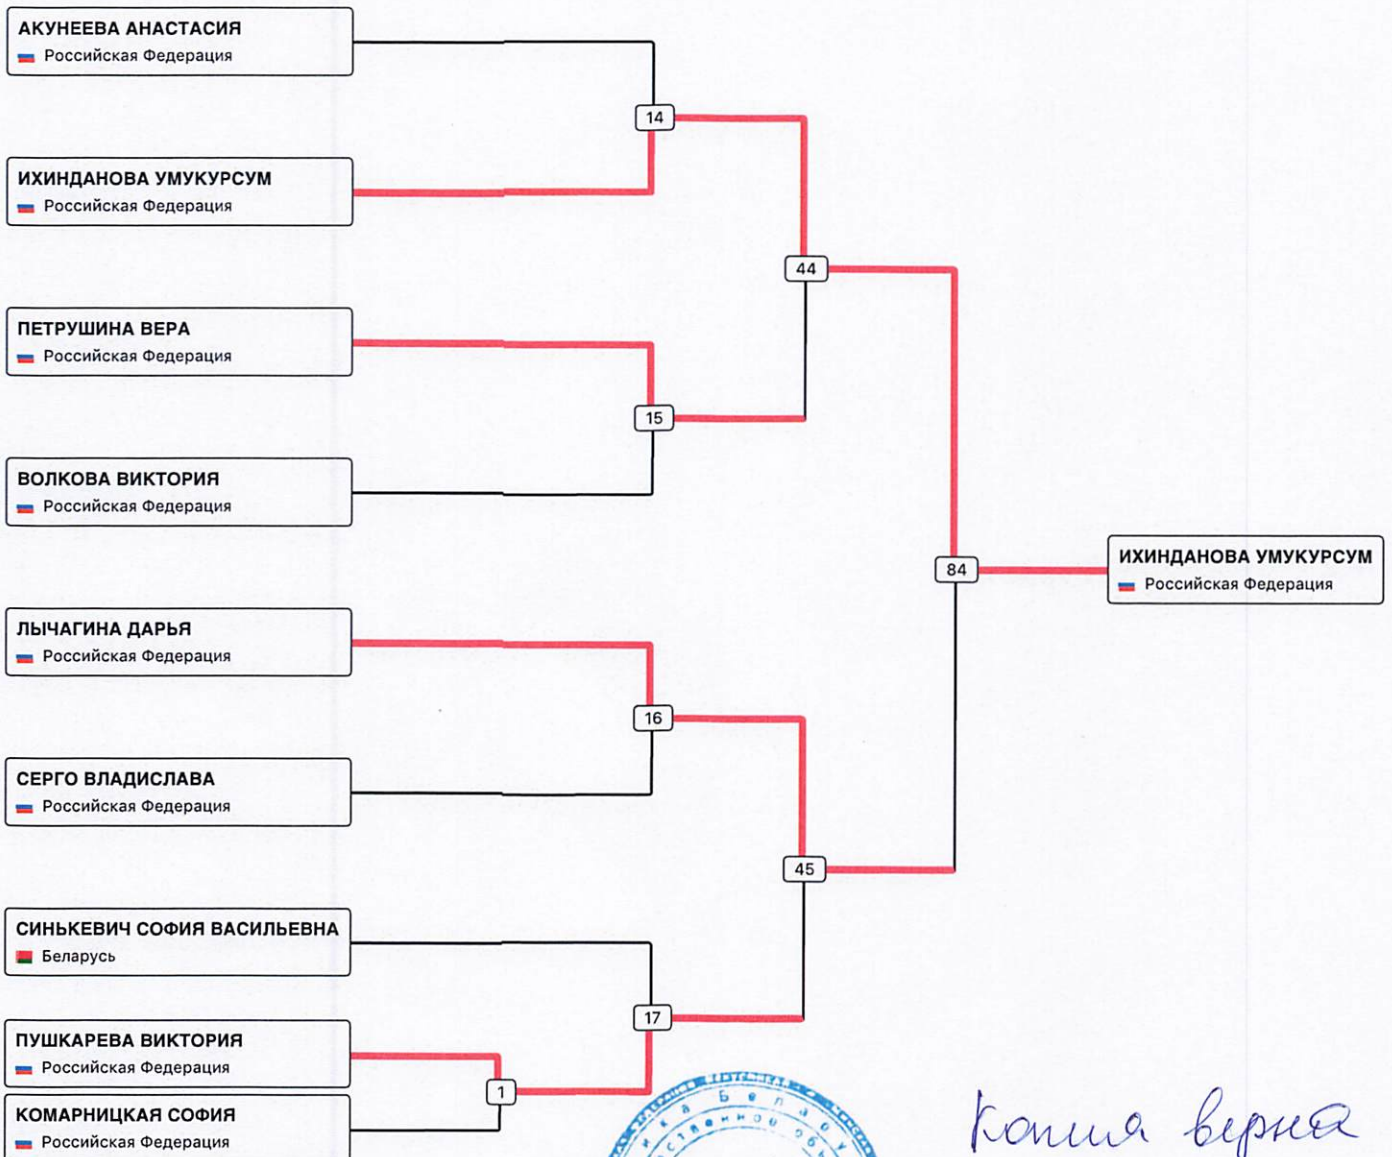 АКУНЕЕВА АНАСТАСИЯ
Российская Федерация
14
ИХИНДАНОВА УМУКУРСУМ
Российская Федерация
44
ПЕТРУШИНА ВЕРА
Российская Федерация
15
ВОЛКОВА ВИКТОРИЯ
Российская Федерация
84
ИХИНДАНОВА УМУКУРСУМ
Российская Федерация
ЛЫЧАГИНА ДАРЬЯ
Российская Федерация
16
СЕРГО ВЛАДИСЛАВА
Российская Федерация
45
СИНЬКЕВИЧ СОФИЯ ВАСИЛЬЕВНА
Беларусь
17
ПУШКАРЕВА ВИКТОРИЯ
Российская Федерация
1
КОМАРНИЦКАЯ СОФИЯ
Российская Федерация
Копия верна